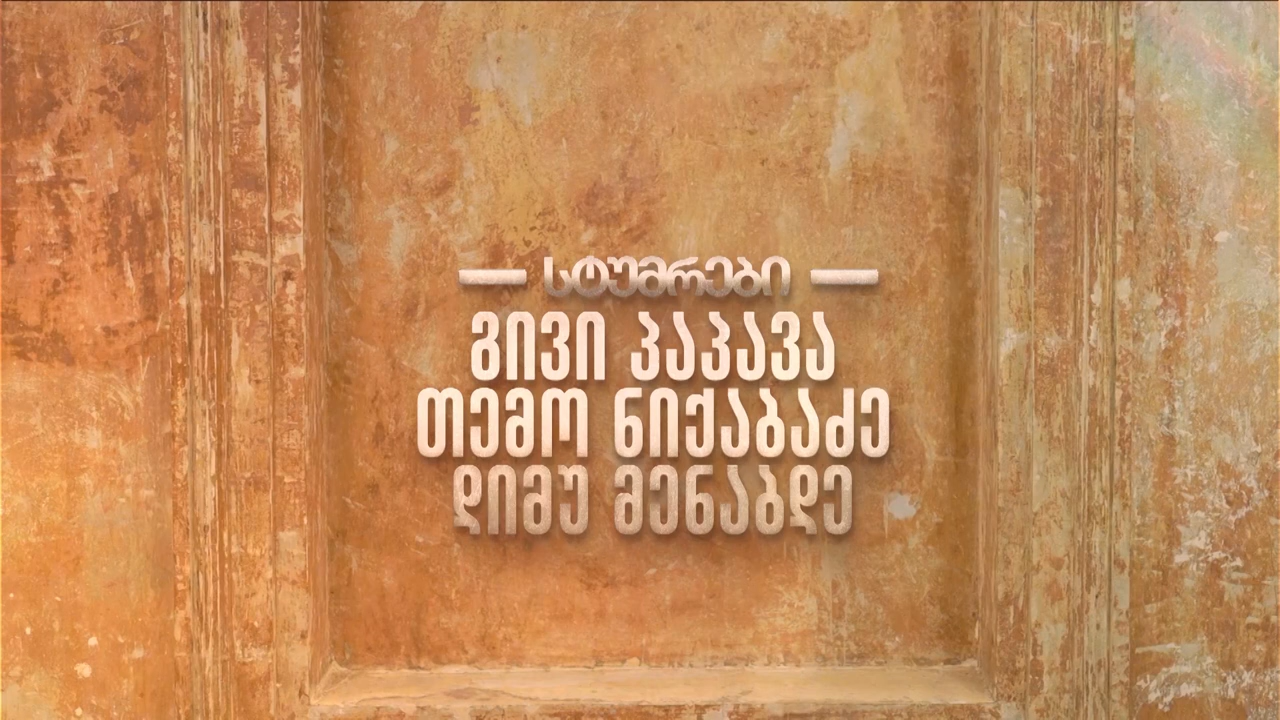 — სტუმრები —
გივი პაპავა
თემო ნიქაბაძე
დიმუ მენაბდე